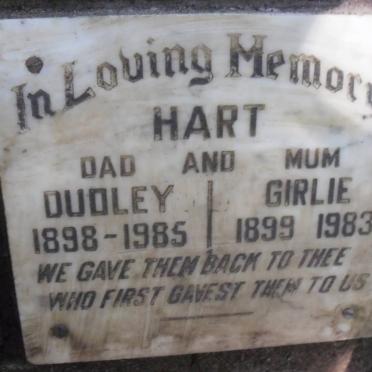 In Loving Memory
HART
DAD AND MUM
DUDLEY GIRLIE
1898-1985 1899 1983
WE GAVE THEM BACK TO THEE
WHO FIRST GAVEST THEM TO US